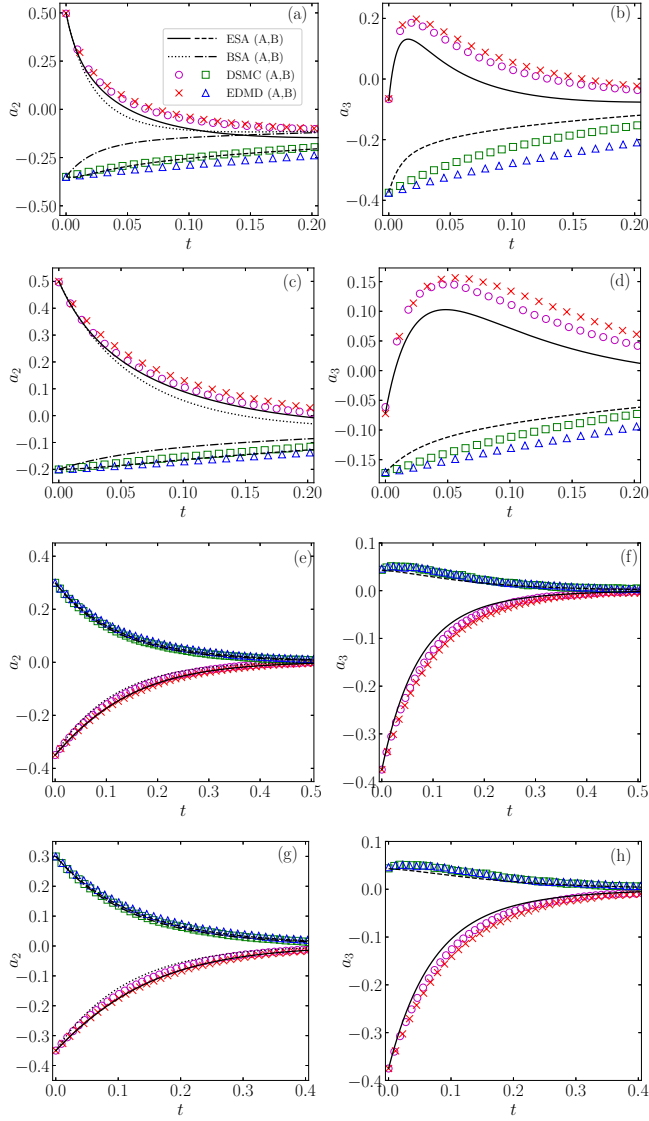 (a)
0.50
0.25
0.00
−0.25
−0.50
a2
0.00 0.05 0.10 0.15 0.20
t
ESA (A,B)
BSA (A,B)
DSMC (A,B)
EDMD (A,B)
(b)
0.2
0.0
−0.2
−0.4
a3
0.00 0.05 0.10 0.15 0.20
t
(c)
0.5
0.4
0.3
0.2
0.1
0.0
−0.1
−0.2
a2
0.00 0.05 0.10 0.15 0.20
t
(d)
0.15
0.10
0.05
0.00
−0.05
−0.10
−0.15
a3
0.00 0.05 0.10 0.15 0.20
t
(e)
0.4
0.2
0.0
−0.2
−0.4
a2
0.0 0.1 0.2 0.3 0.4 0.5
t
(f)
0.1
0.0
−0.1
−0.2
−0.3
−0.4
a3
0.0 0.1 0.2 0.3 0.4 0.5
t
(g)
0.3
0.2
0.1
0.0
−0.1
−0.2
−0.3
−0.4
a2
0.0 0.1 0.2 0.3 0.4
t
(h)
0.1
0.0
−0.1
−0.2
−0.3
−0.4
a3
0.0 0.1 0.2 0.3 0.4
t